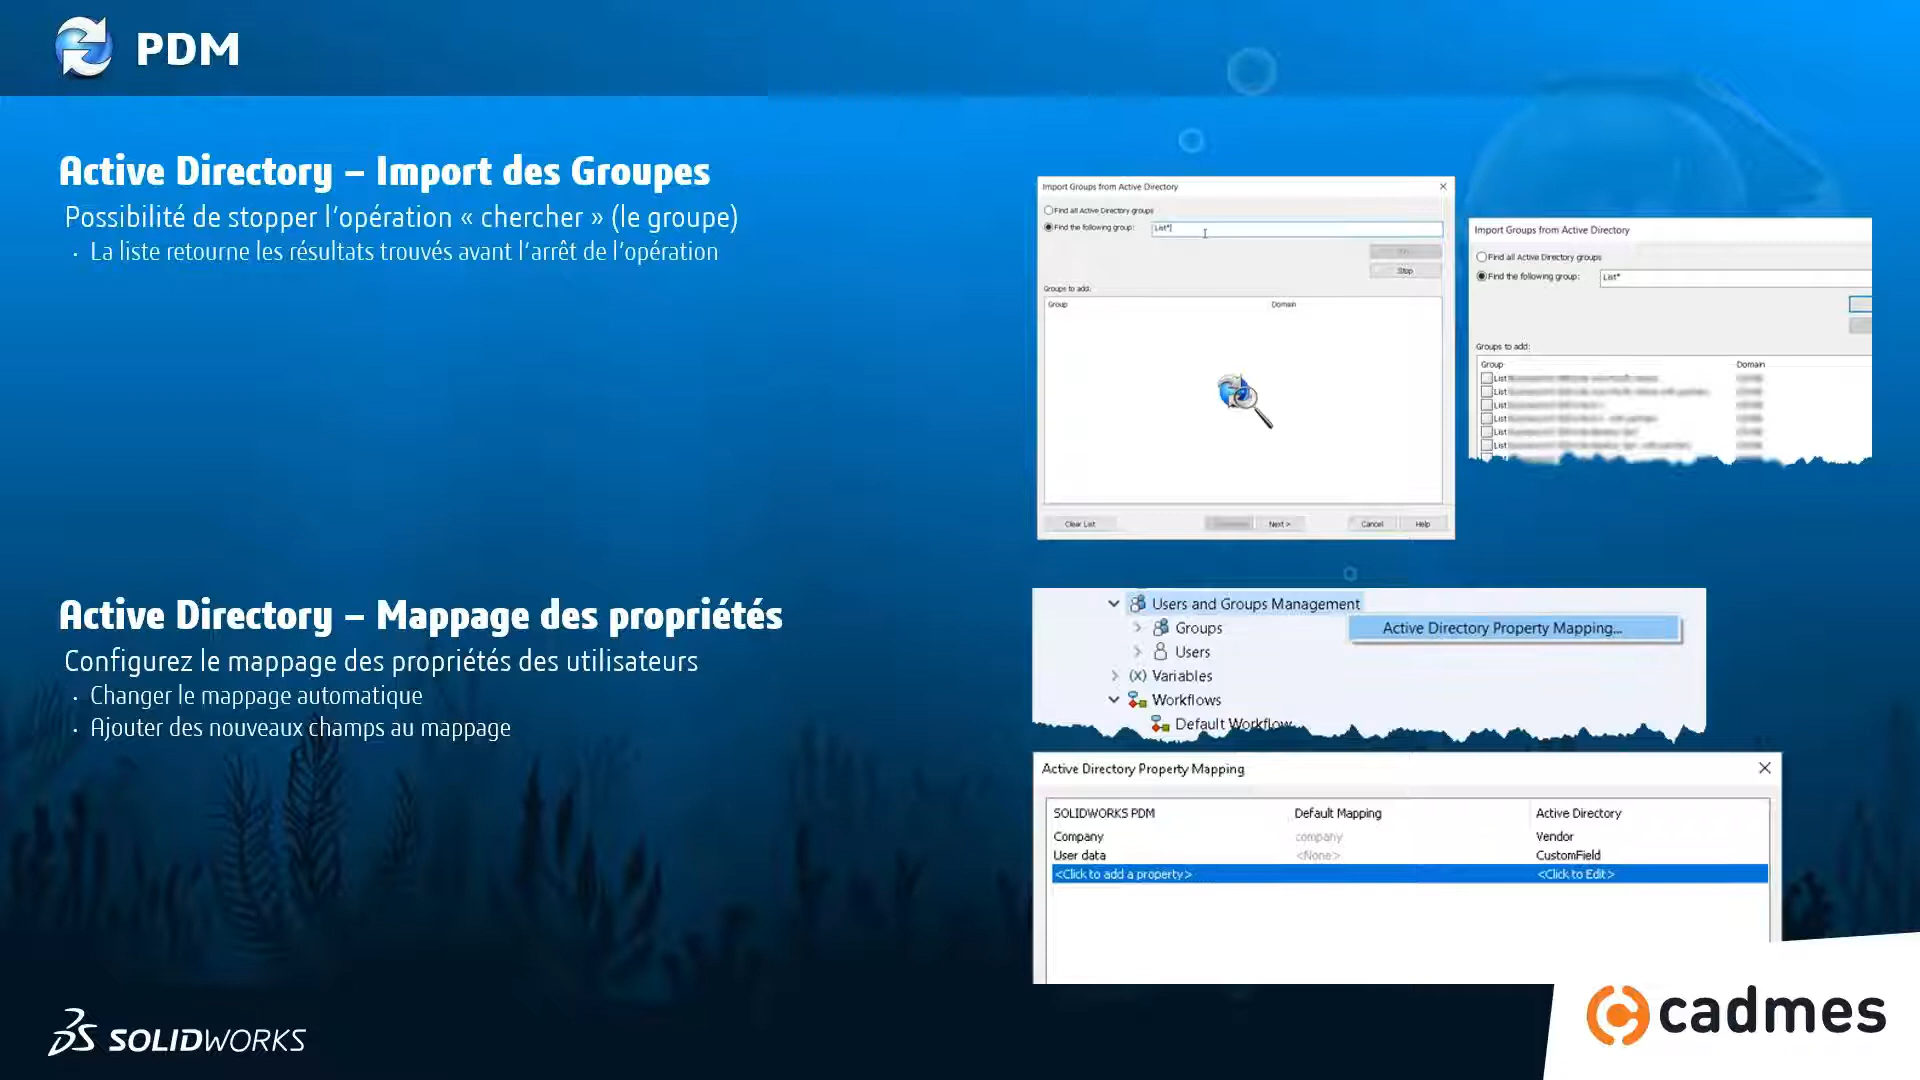 PDM
Active Directory – Import des Groupes
Possibilité de stopper l'opération « chercher » (le groupe)
· La liste retourne les résultats trouvés avant l'arrêt de l'opération
Import Groups from Active Directory
Find all Active Directory groups
Find the following group: List*
Stop
Groups to add:
Group Domain
Clear List Next > Cancel Help
Import Groups from Active Directory
Find all Active Directory groups
Find the following group: List*
Groups to add:
Group Domain
List
List
List
List
List
List
Active Directory – Mappage des propriétés
Configurez le mappage des propriétés des utilisateurs
· Changer le mappage automatique
· Ajouter des nouveaux champs au mappage
Users and Groups Management
Active Directory Property Mapping...
Groups
Users
(x) Variables
Workflows
Default Workflow
Active Directory Property Mapping
SOLIDWORKS PDM Default Mapping Active Directory
Company company Vendor
User data <None> CustomField
<Click to add a property> <Click to Edit>
SOLIDWORKS
cadmes